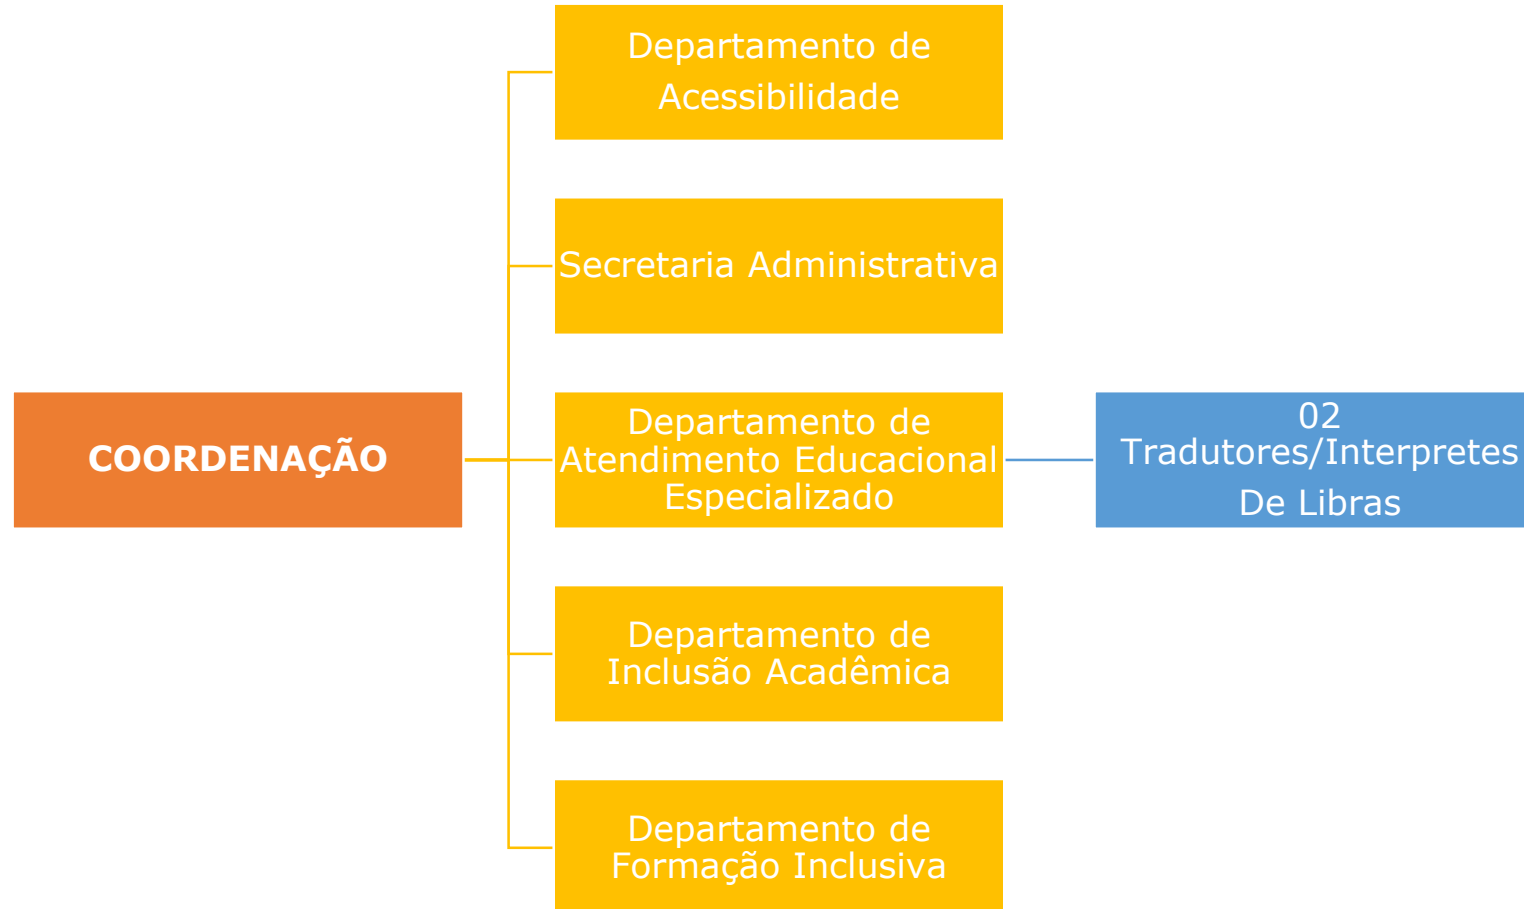 Departamento de
Acessibilidade
Secretaria Administrativa
COORDENAÇÃO
Departamento de
Atendimento Educacional
Especializado
02
Tradutores/Interpretes
De Libras
Departamento de
Inclusão Acadêmica
Departamento de
Formação Inclusiva